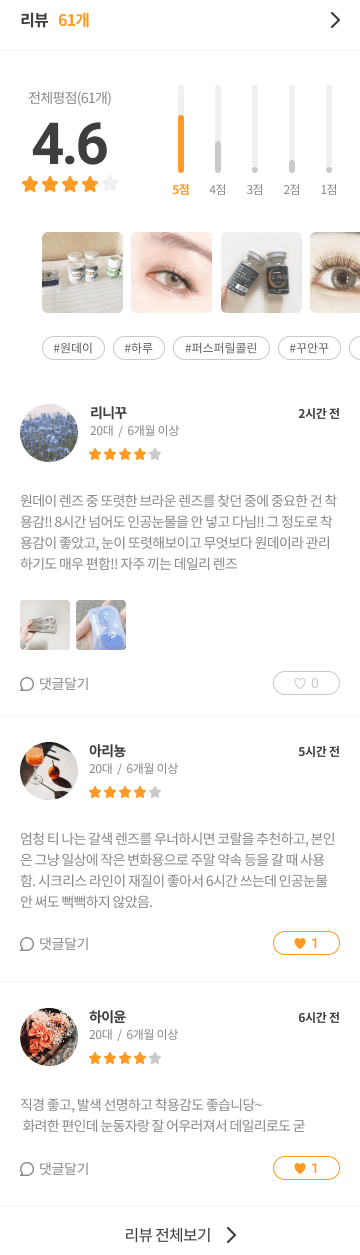 리뷰 61개
전체평점(61개)
4.6
5점 4점 3점 2점 1점
#원데이 #하루 #퍼스퍼릴콜린 #꾸안꾸
리니꾸 2시간 전
20대 / 6개월 이상
원데이 렌즈 중 또렷한 브라운 렌즈를 찾던 중에 중요한 건 착
용감!! 8시간 넘어도 인공눈물을 안 넣고 다님!! 그 정도로 착
용감이 좋았고, 눈이 또렷해보이고 무엇보다 원데이라 관리
하기도 매우 편함!! 자주 끼는 데일리 렌즈
댓글달기 0
아리뇽 5시간 전
20대 / 6개월 이상
엄청 티 나는 갈색 렌즈를 우너하시면 코랄을 추천하고, 본인
은 그냥 일상에 작은 변화용으로 주말 약속 등을 갈 때 사용
함. 시크리스 라인이 재질이 좋아서 6시간 쓰는데 인공눈물
안 써도 뻑뻑하지 않았음.
댓글달기 1
하이윤 6시간 전
20대 / 6개월 이상
직경 좋고, 발색 선명하고 착용감도 좋습니당~
화려한 편인데 눈동자랑 잘 어우러져서 데일리로도 굳
댓글달기 1
리뷰 전체보기